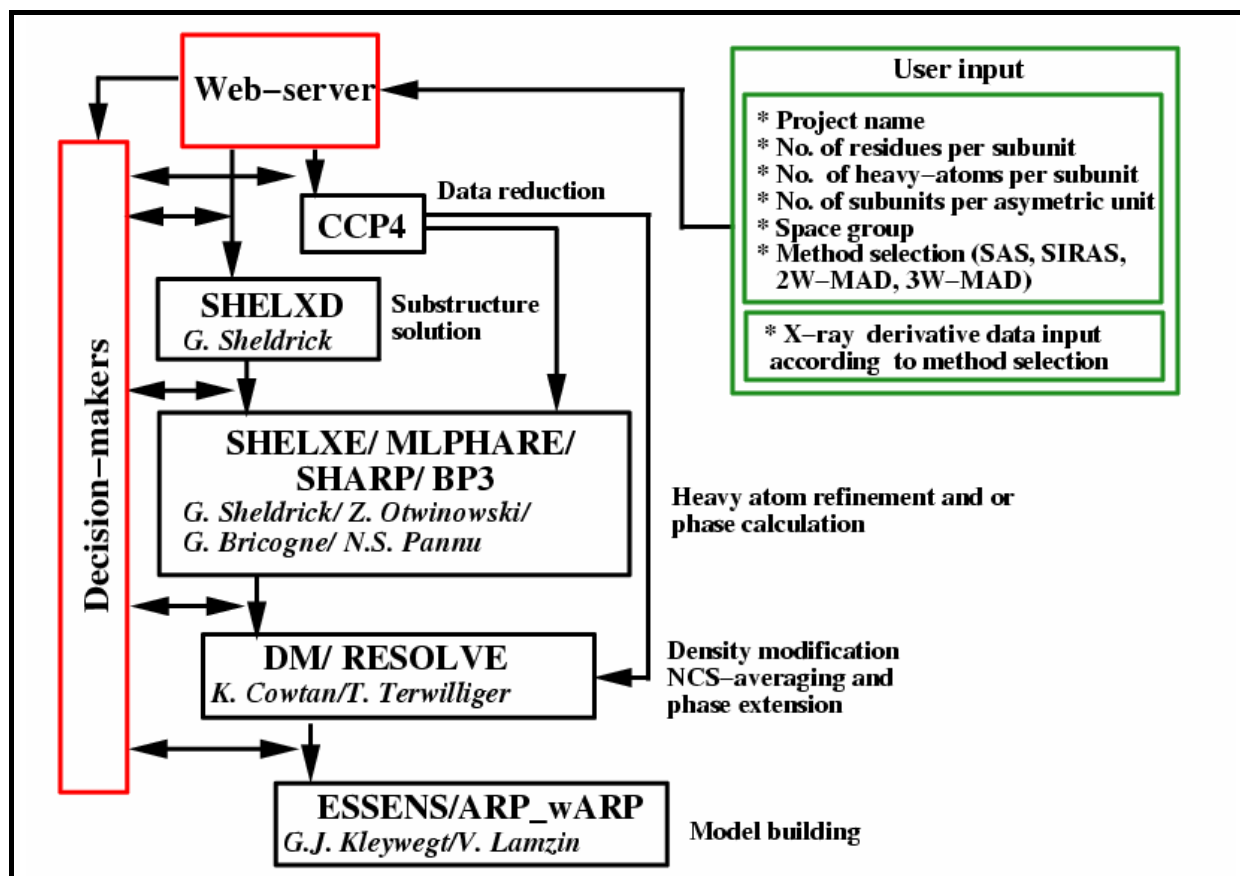 Web-server
User input
* Project name
* No. of residues per subunit
* No. of heavy-atoms per subunit
* No. of subunits per asymetric unit
* Space group
* Method selection (SAS, SIRAS,
2W-MAD, 3W-MAD)
* X-ray derivative data input
according to method selection
Decision-makers
Data reduction
CCP4
SHELXD
G. Sheldrick
Substructure
solution
SHELXE/ MLPHARE/
SHARP/ BP3
G. Sheldrick/ Z. Otwinowski/
G. Bricogne/ N.S. Pannu
Heavy atom refinement and or
phase calculation
DM/ RESOLVE
K. Cowtan/T. Terwilliger
Density modification
NCS-averaging and
phase extension
ESSENS/ARP_wARP
G.J. Kleywegt/V. Lamzin
Model building